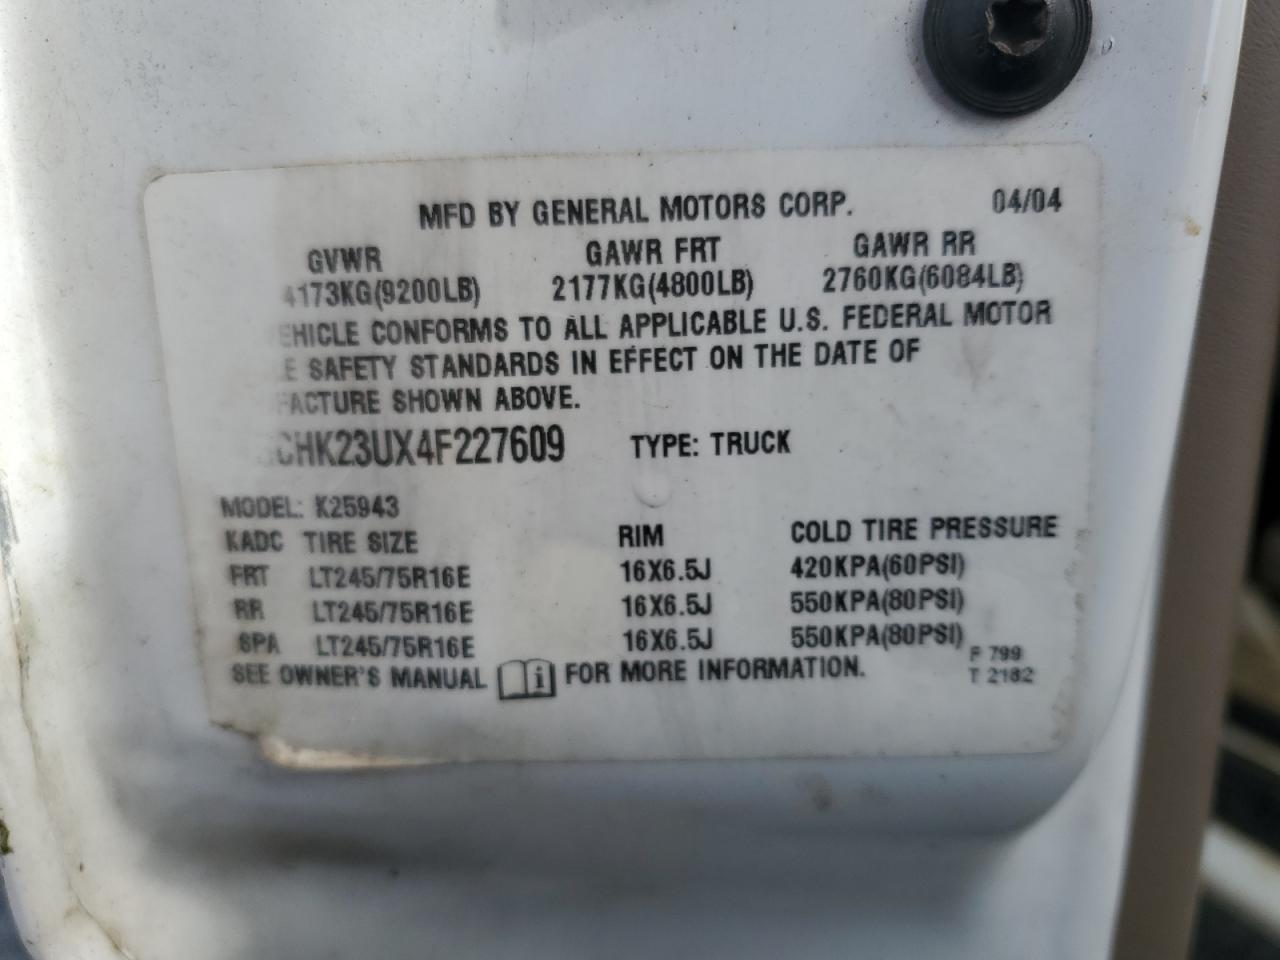 MFD BY GENERAL MOTORS CORP. 04/04
GVWR GAWR FRT GAWR RR
4173KG(9200LB) 2177KG(4800LB) 2760KG(6084LB)
EHICLE CONFORMS TO ALL APPLICABLE U.S. FEDERAL MOTOR
E SAFETY STANDARDS IN EFFECT ON THE DATE OF
FACTURE SHOWN ABOVE.
CHK23UX4F227609 TYPE: TRUCK
MODEL: K25943
KADC TIRE SIZE RIM COLD TIRE PRESSURE
FRT LT245/75R16E 16X6.5J 420KPA(60PSI)
RR LT245/75R16E 16X6.5J 550KPA(80PSI)
SPA LT245/75R16E 16X6.5J 550KPA(80PSI)
SEE OWNER'S MANUAL i FOR MORE INFORMATION.
F 799
T 2182